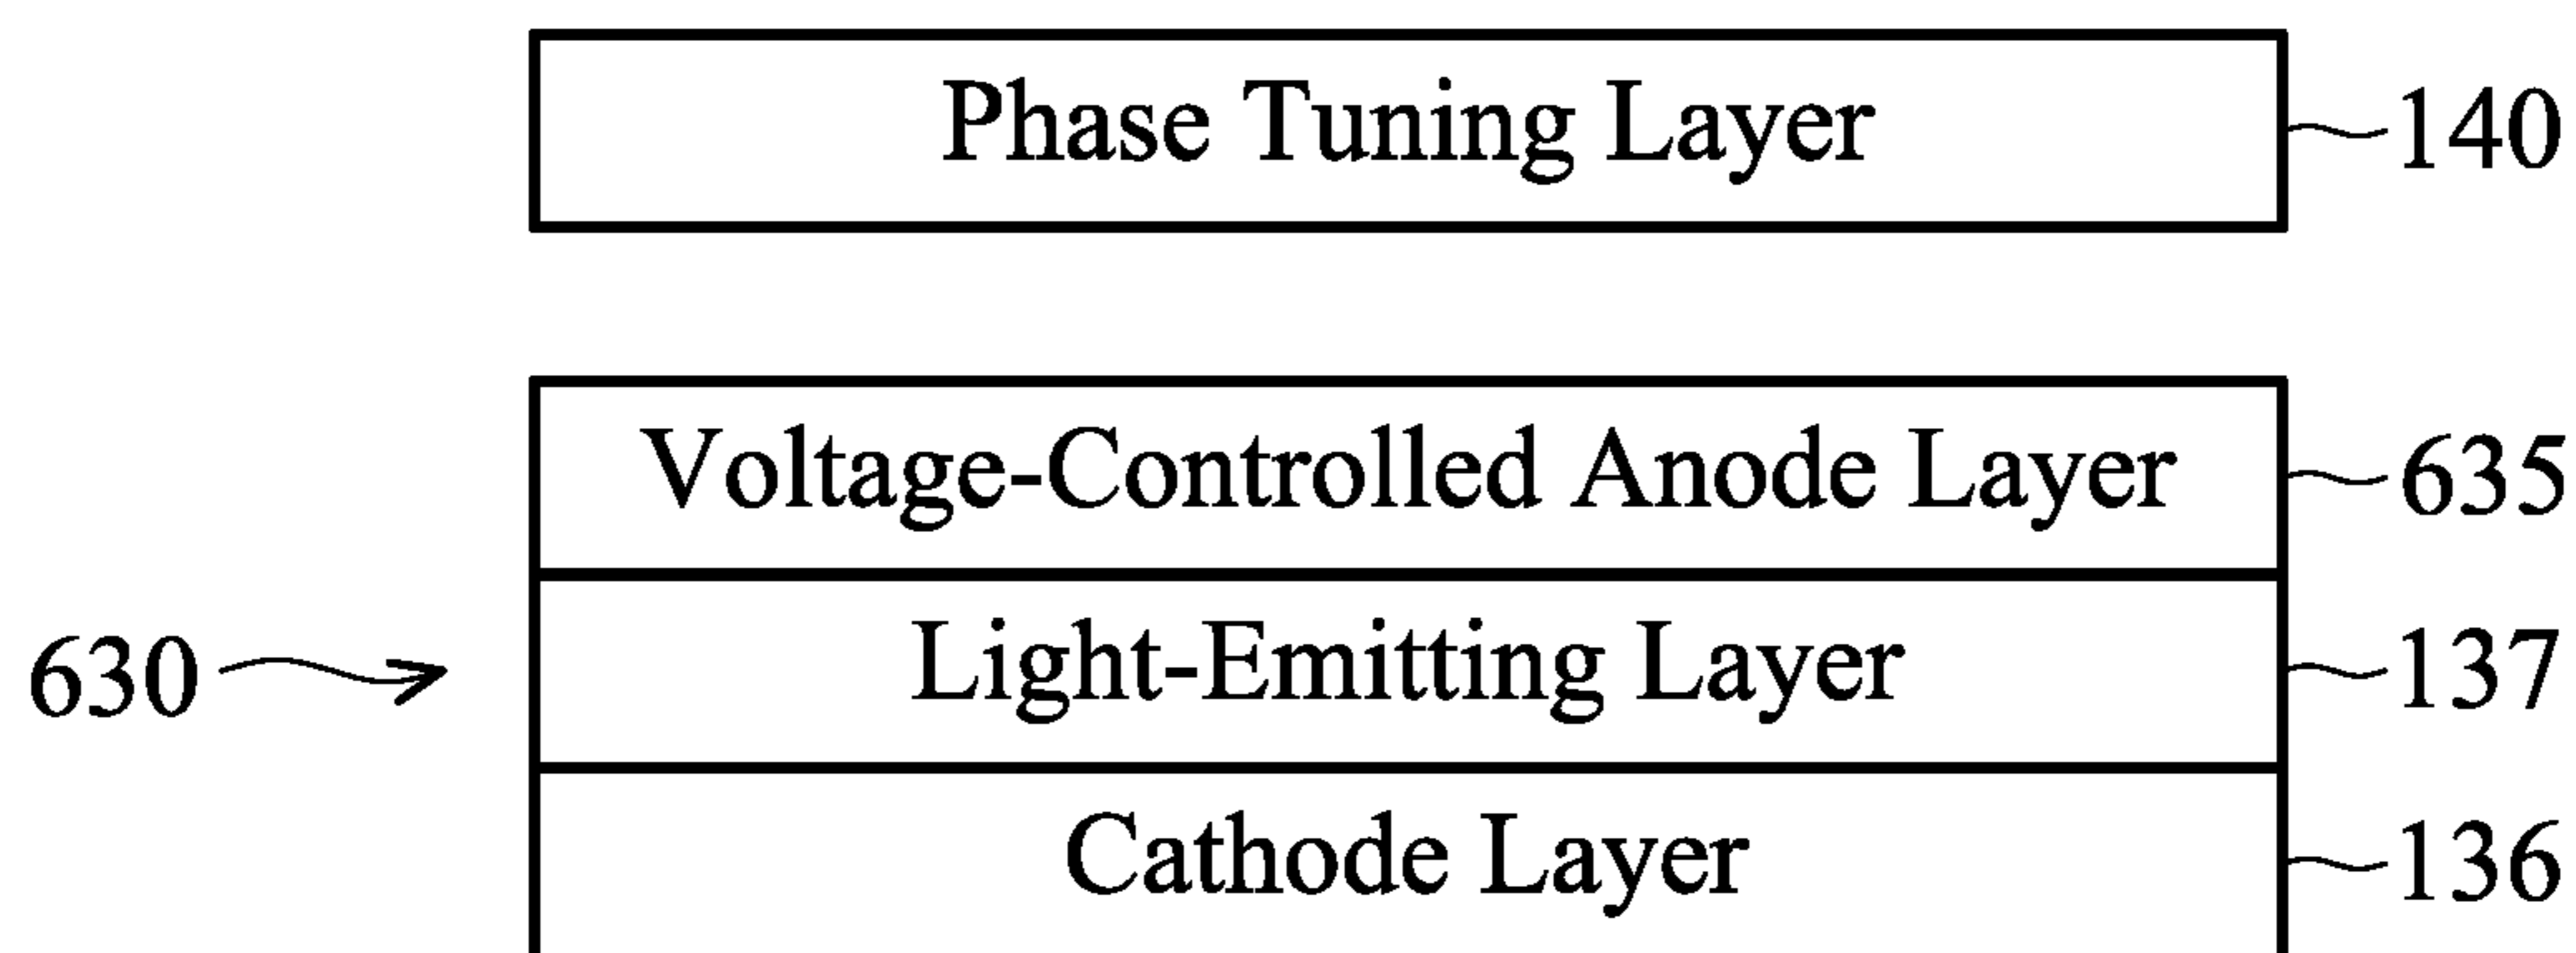 Phase Tuning Layer 140
Voltage-Controlled Anode Layer 635
630 Light-Emitting Layer 137
Cathode Layer 136